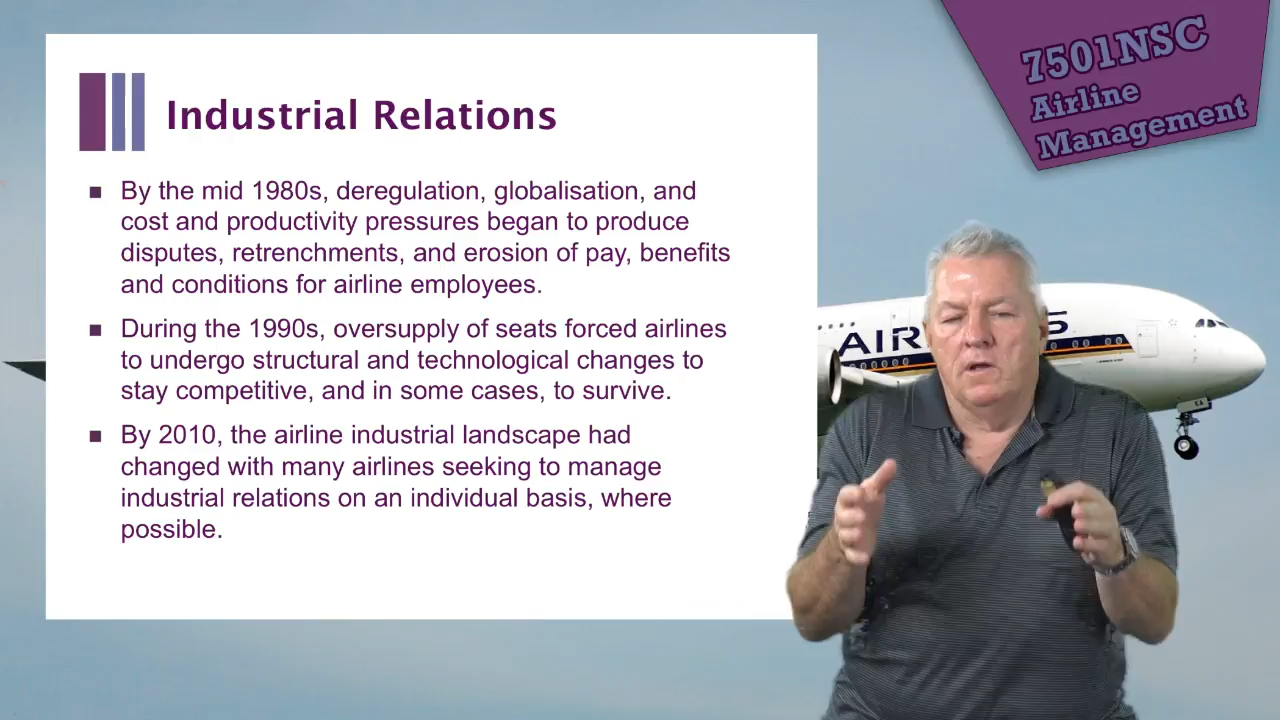 7501NSC
Airline
Management
Industrial Relations
■ By the mid 1980s, deregulation, globalisation, and
cost and productivity pressures began to produce
disputes, retrenchments, and erosion of pay, benefits
and conditions for airline employees.
■ During the 1990s, oversupply of seats forced airlines
to undergo structural and technological changes to
stay competitive, and in some cases, to survive.
■ By 2010, the airline industrial landscape had
changed with many airlines seeking to manage
industrial relations on an individual basis, where
possible.
AIR
S